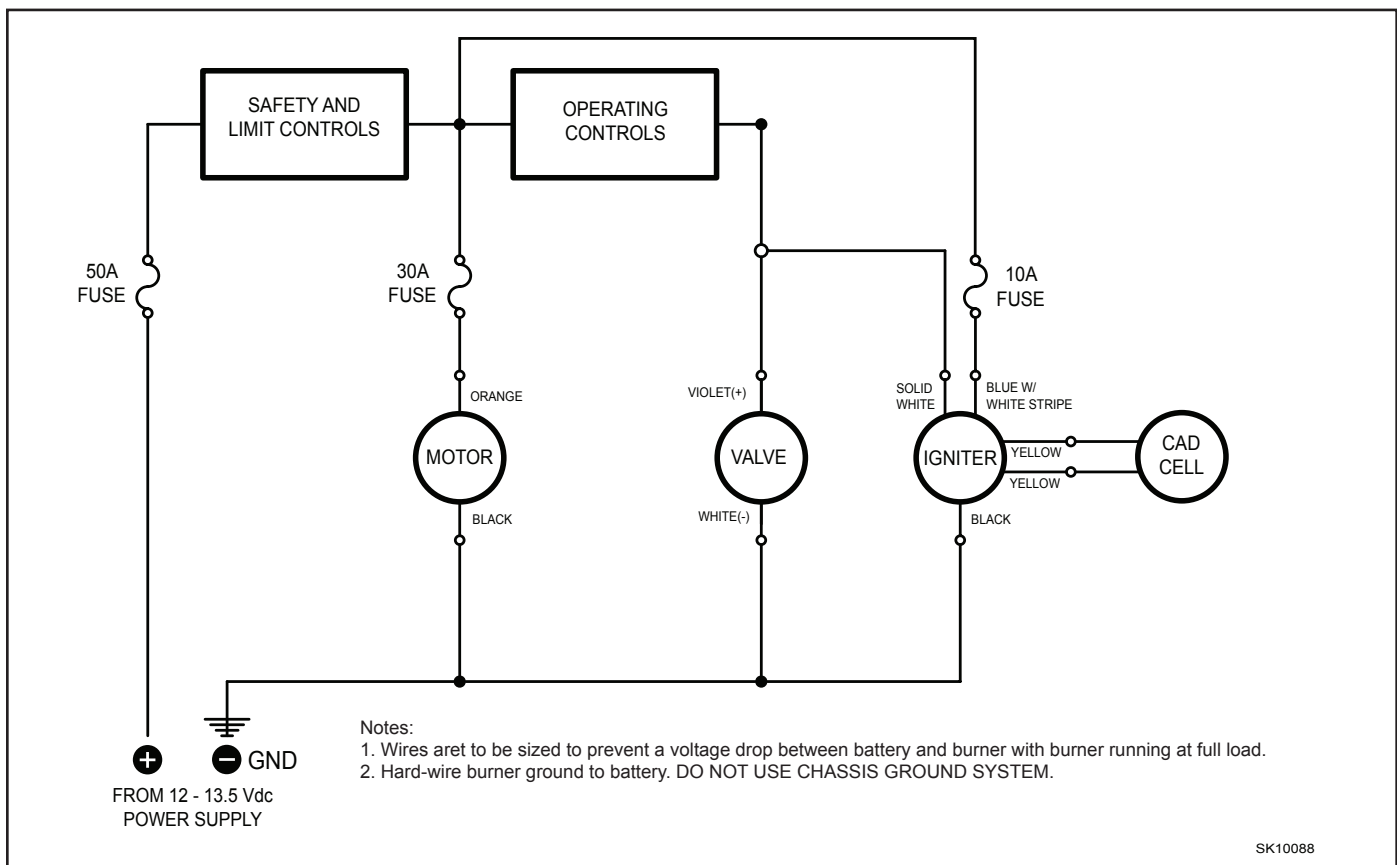 SAFETY AND
LIMIT CONTROLS
OPERATING
CONTROLS
50A
FUSE
30A
FUSE
10A
FUSE
ORANGE
VIOLET(+)
SOLID
WHITE
BLUE W/
WHITE STRIPE
MOTOR
VALVE
IGNITER
YELLOW
YELLOW
CAD
CELL
BLACK
WHITE(-)
BLACK
+
- GND
FROM 12 - 13.5 Vdc
POWER SUPPLY
Notes:
1. Wires aret to be sized to prevent a voltage drop between battery and burner with burner running at full load.
2. Hard-wire burner ground to battery. DO NOT USE CHASSIS GROUND SYSTEM.
SK10088